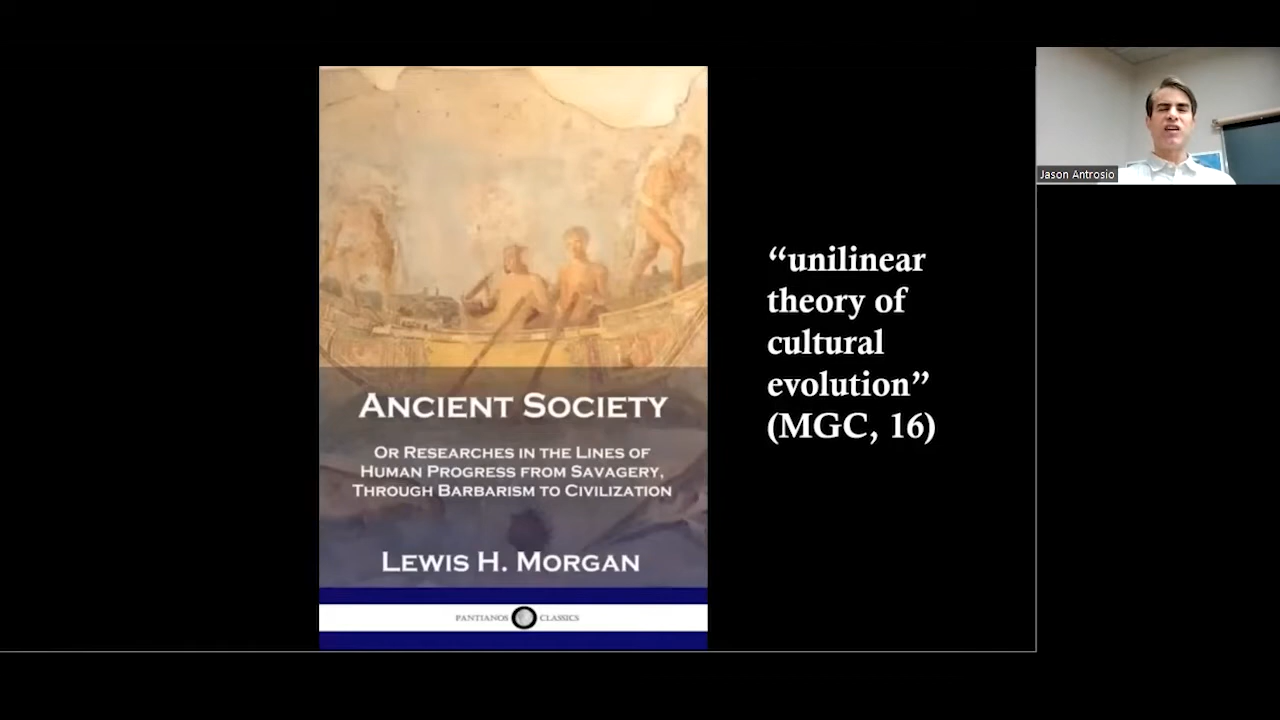 ANCIENT SOCIETY
OR RESEARCHES IN THE LINES OF
HUMAN PROGRESS FROM SAVAGERY,
THROUGH BARBARISM TO CIVILIZATION
LEWIS H. MORGAN
PANTIANOS CLASSICS
“unilinear
theory of
cultural
evolution”
(MGC, 16)
Jason Antrosio